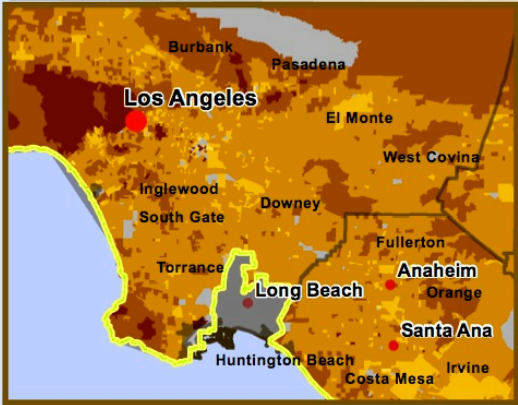 Burbank
Pasadena
Los Angeles
El Monte
West Covina
Inglewood
Downey
South Gate
Fullerton
Torrance
Anaheim
Long Beach
Orange
Santa Ana
Huntington Beach
Irvine
Costa Mesa